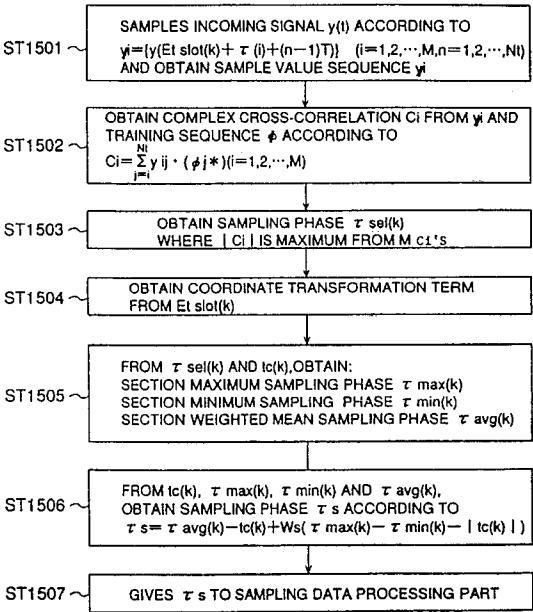 ST1501
SAMPLES INCOMING SIGNAL y(t) ACCORDING TO
yi={y(Et slot(k)+ τ (i)+(n−1)T)} (i=1,2,⋯,M,n=1,2,⋯,Nt)
AND OBTAIN SAMPLE VALUE SEQUENCE yi
ST1502
OBTAIN COMPLEX CROSS-CORRELATION Ci FROM yi AND
TRAINING SEQUENCE ϕ ACCORDING TO
Nt
Ci= Σ y ij · (ϕ j*)(i=1,2,⋯,M)
j=i
ST1503
OBTAIN SAMPLING PHASE τ sel(k)
WHERE | Ci | IS MAXIMUM FROM M ci'S
ST1504
OBTAIN COORDINATE TRANSFORMATION TERM
FROM Et slot(k)
ST1505
FROM τ sel(k) AND tc(k),OBTAIN:
SECTION MAXIMUM SAMPLING PHASE τ max(k)
SECTION MINIMUM SAMPLING PHASE τ min(k)
SECTION WEIGHTED MEAN SAMPLING PHASE τ avg(k)
ST1506
FROM tc(k), τ max(k), τ min(k) AND τ avg(k),
OBTAIN SAMPLING PHASE τ s ACCORDING TO
τ s= τ avg(k)−tc(k)+Ws( τ max(k)− τ min(k)− | tc(k) | )
ST1507
GIVES τ s TO SAMPLING DATA PROCESSING PART